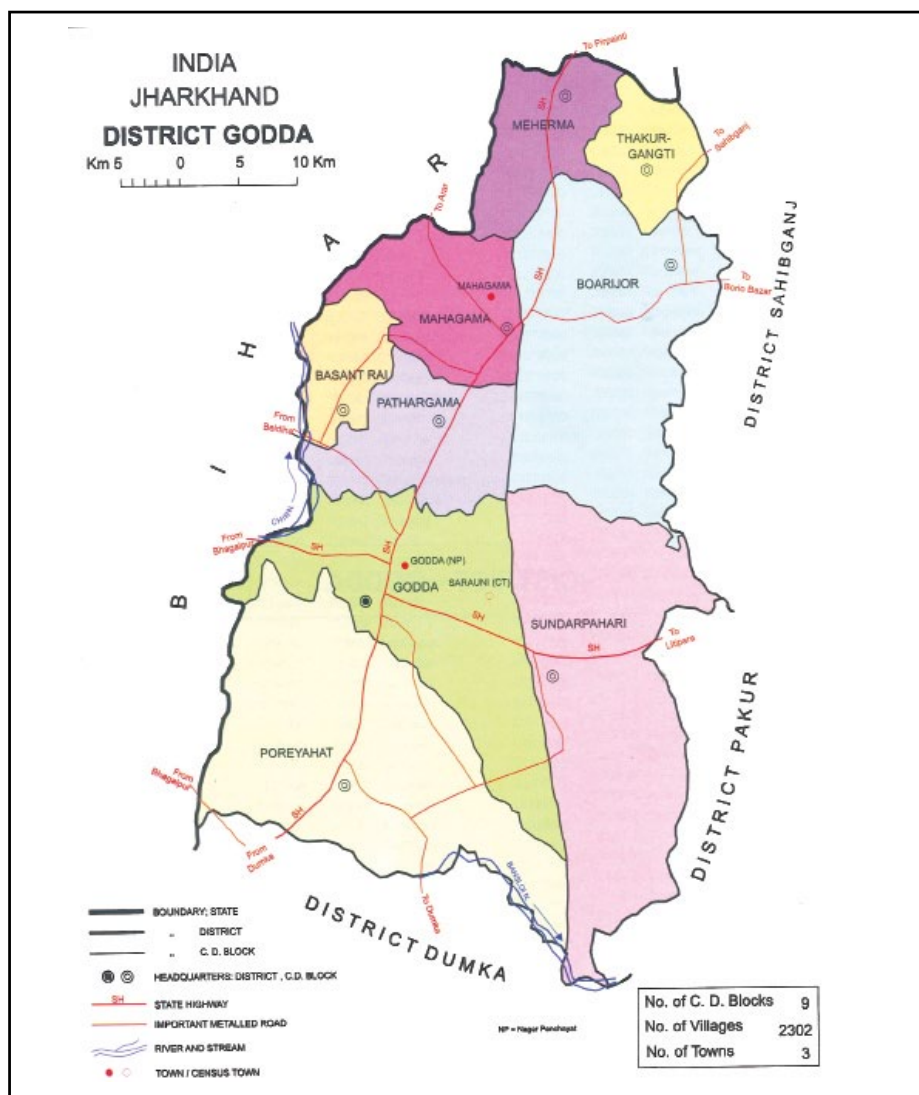 INDIA
JHARKHAND
DISTRICT GODDA
Km 5 0 5 10 Km
To Pirpainti
SH
MEHERMA
THAKUR-
GANGTI
To
Sahibganj
B I H A R
SH
BOARIJOR
To
Borio Bazar
MAHAGAMA
MAHAGAMA
DISTRICT SAHIBGANJ
BASANT RAI
PATHARGAMA
From
SH
From
Bhagalpur
SH
GODDA (NP)
GODDA
SARAUNI (CT)
SH
SUNDARPAHARI
SH
To
Litipara
POREYAHAT
From
Bhagalpur
SH
From
Dumka
To Dumka
DISTRICT PAKUR
DISTRICT DUMKA
BOUNDARY; STATE
,, DISTRICT
,, C. D. BLOCK
HEADQUARTERS: DISTRICT , C.D. BLOCK
SH STATE HIGHWAY
IMPORTANT METALLED ROAD
RIVER AND STREAM
TOWN / CENSUS TOWN
NP = Nagar Panchayat
No. of C. D. Blocks 9
No. of Villages 2302
No. of Towns 3